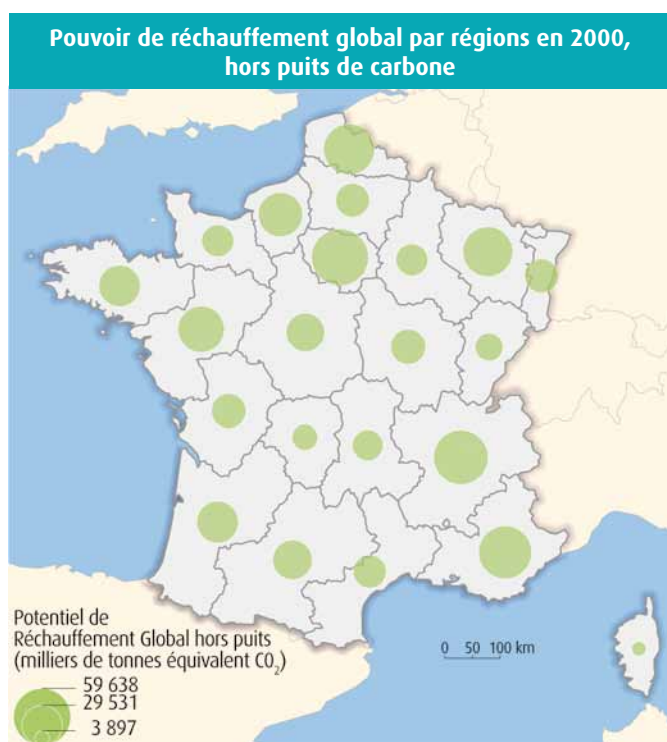 Pouvoir de réchauffement global par régions en 2000,
hors puits de carbone
Potentiel de
Réchauffement Global hors puits
(milliers de tonnes équivalent CO₂)
59 638
29 531
3 897
0 50 100 km